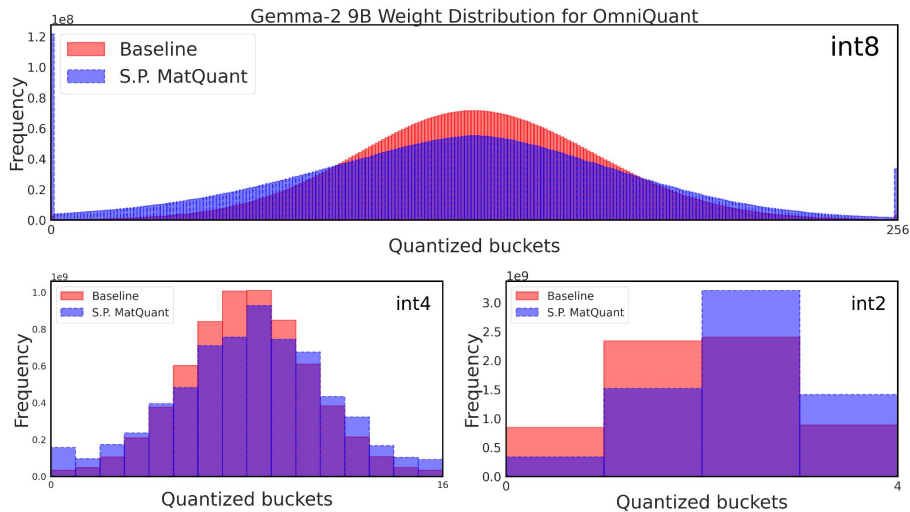 Gemma-2 9B Weight Distribution for OmniQuant
1e8
1.2
1.0
0.8
0.6
0.4
0.2
0.0
Frequency
Baseline
S.P. MatQuant
int8
0
256
Quantized buckets
1e9
1.0
0.8
0.6
0.4
0.2
0.0
Frequency
Baseline
S.P. MatQuant
int4
0
16
Quantized buckets
1e9
3.0
2.5
2.0
1.5
1.0
0.5
0.0
Frequency
Baseline
S.P. MatQuant
int2
0
4
Quantized buckets